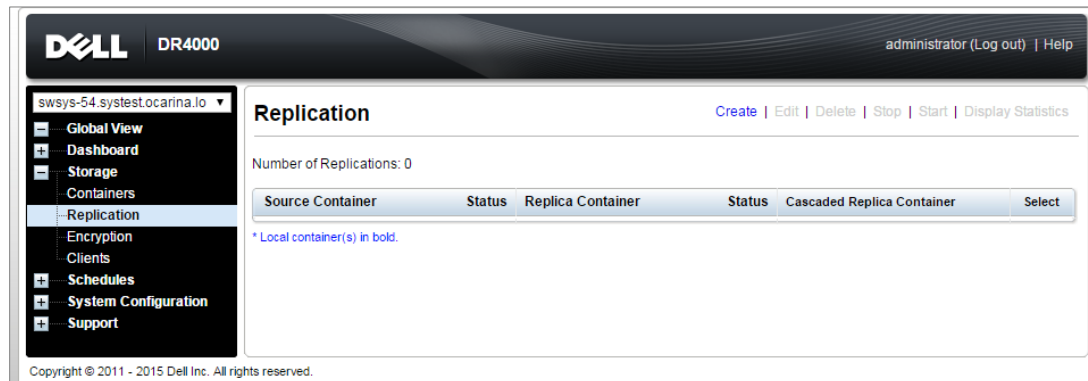 DELL DR4000
administrator (Log out) | Help
swsys-54.systest.ocarina.lo
Global View
Dashboard
Storage
Containers
Replication
Encryption
Clients
Schedules
System Configuration
Support
Replication
Create | Edit | Delete | Stop | Start | Display Statistics
Number of Replications: 0
Source Container Status Replica Container Status Cascaded Replica Container Select
* Local container(s) in bold.
Copyright © 2011 - 2015 Dell Inc. All rights reserved.